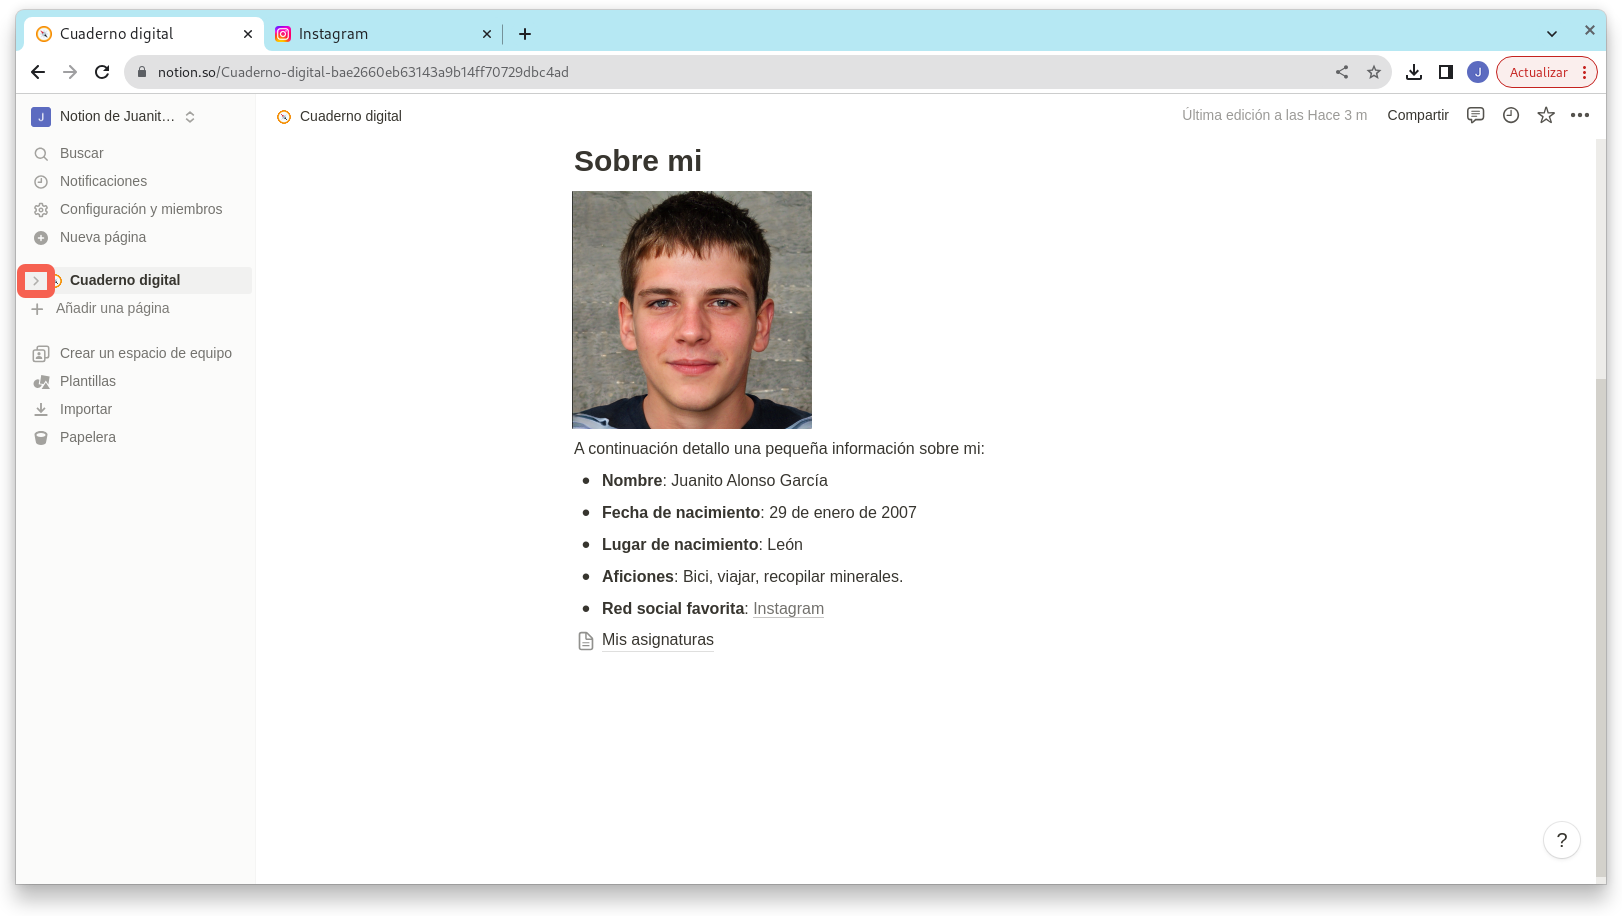 Cuaderno digital
Instagram
notion.so/Cuaderno-digital-bae2660eb63143a9b14ff70729dbc4ad
J
Actualizar
J
Notion de Juanit…
Cuaderno digital
Última edición a las Hace 3 m
Compartir
Buscar
Notificaciones
Configuración y miembros
Nueva página
Cuaderno digital
Añadir una página
Crear un espacio de equipo
Plantillas
Importar
Papelera
Sobre mi
A continuación detallo una pequeña información sobre mi:
Nombre: Juanito Alonso García
Fecha de nacimiento: 29 de enero de 2007
Lugar de nacimiento: León
Aficiones: Bici, viajar, recopilar minerales.
Red social favorita: Instagram
Mis asignaturas
?